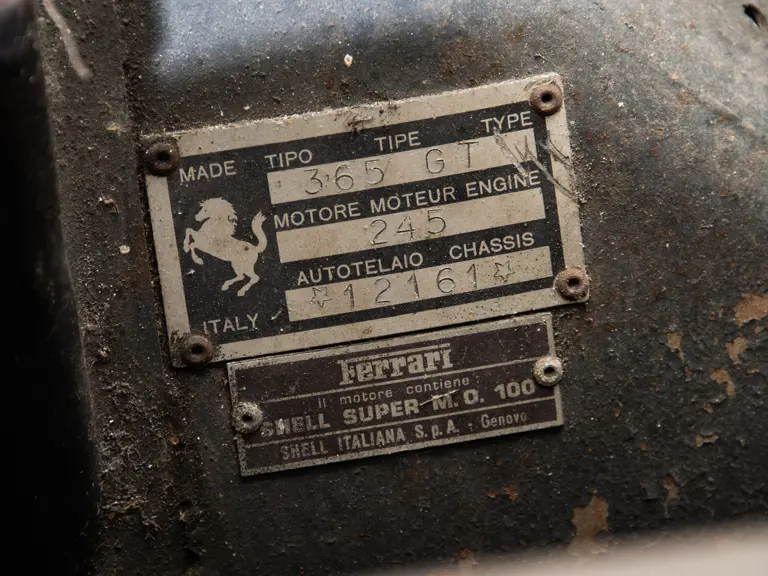 TIPO TIPE TYPE
MADE 365 GT
MOTORE MOTEUR ENGINE
245
AUTOTELAIO CHASSIS
☆12161☆
ITALY
Ferrari
il motore contiene
SHELL SUPER M.O. 100
SHELL ITALIANA S.p.A. - Genova